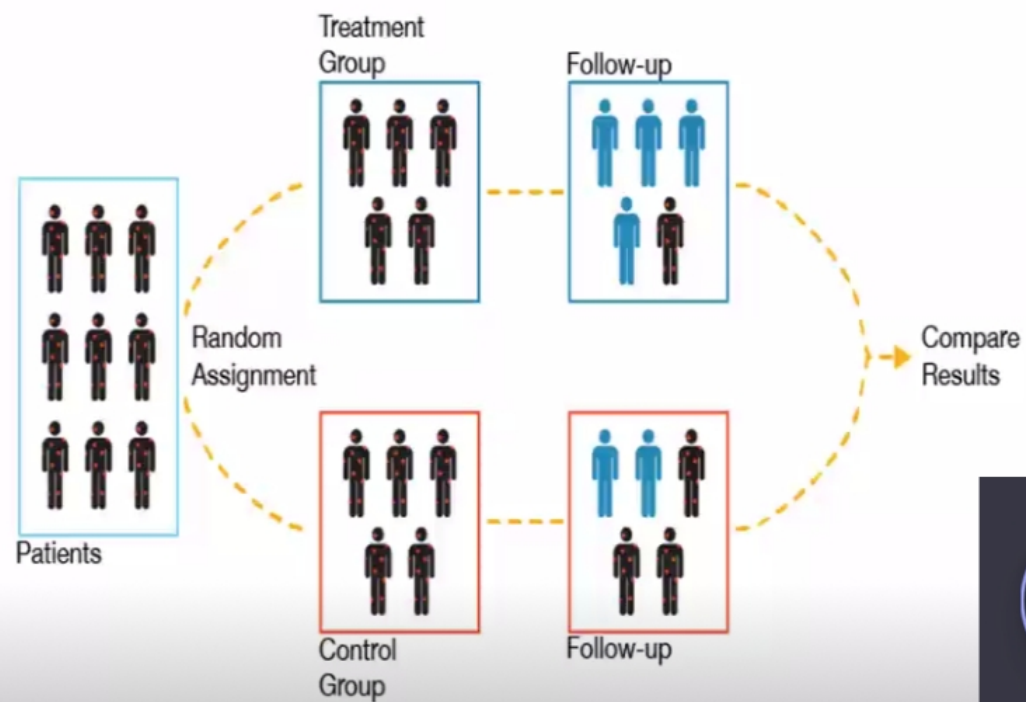 Treatment
Group
Follow-up
Patients
Random
Assignment
Compare
Results
Control
Group
Follow-up